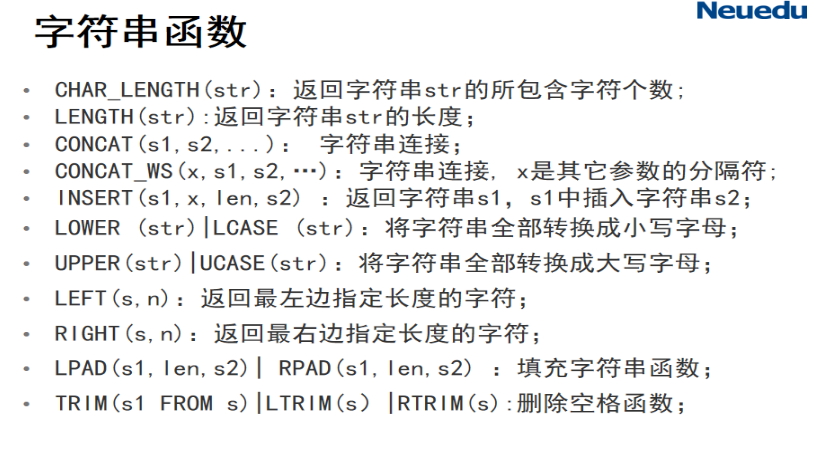 Neuedu
字符串函数
• CHAR_LENGTH(str)：返回字符串str的所包含字符个数;
• LENGTH(str):返回字符串str的长度;
• CONCAT(s1,s2,...)： 字符串连接;
• CONCAT_WS(x,s1,s2,…)：字符串连接, x是其它参数的分隔符;
• INSERT(s1,x,len,s2) ：返回字符串s1，s1中插入字符串s2;
• LOWER (str)|LCASE (str)：将字符串全部转换成小写字母;
• UPPER(str)|UCASE(str)：将字符串全部转换成大写字母;
• LEFT(s,n)：返回最左边指定长度的字符;
• RIGHT(s,n)：返回最右边指定长度的字符;
• LPAD(s1,len,s2)| RPAD(s1,len,s2) ：填充字符串函数;
• TRIM(s1 FROM s)|LTRIM(s） |RTRIM(s):删除空格函数;